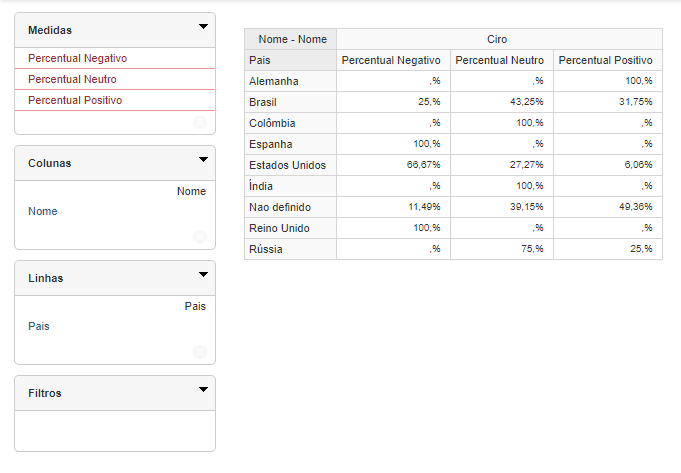 Medidas
Percentual Negativo
Percentual Neutro
Percentual Positivo
Colunas
Nome
Nome
Linhas
Pais
Pais
Filtros
Nome - Nome Ciro
Pais Percentual Negativo Percentual Neutro Percentual Positivo
Alemanha ,% ,% 100,%
Brasil 25,% 43,25% 31,75%
Colômbia ,% 100,% ,%
Espanha 100,% ,% ,%
Estados Unidos 66,67% 27,27% 6,06%
Índia ,% 100,% ,%
Nao definido 11,49% 39,15% 49,36%
Reino Unido 100,% ,% ,%
Rússia ,% 75,% 25,%